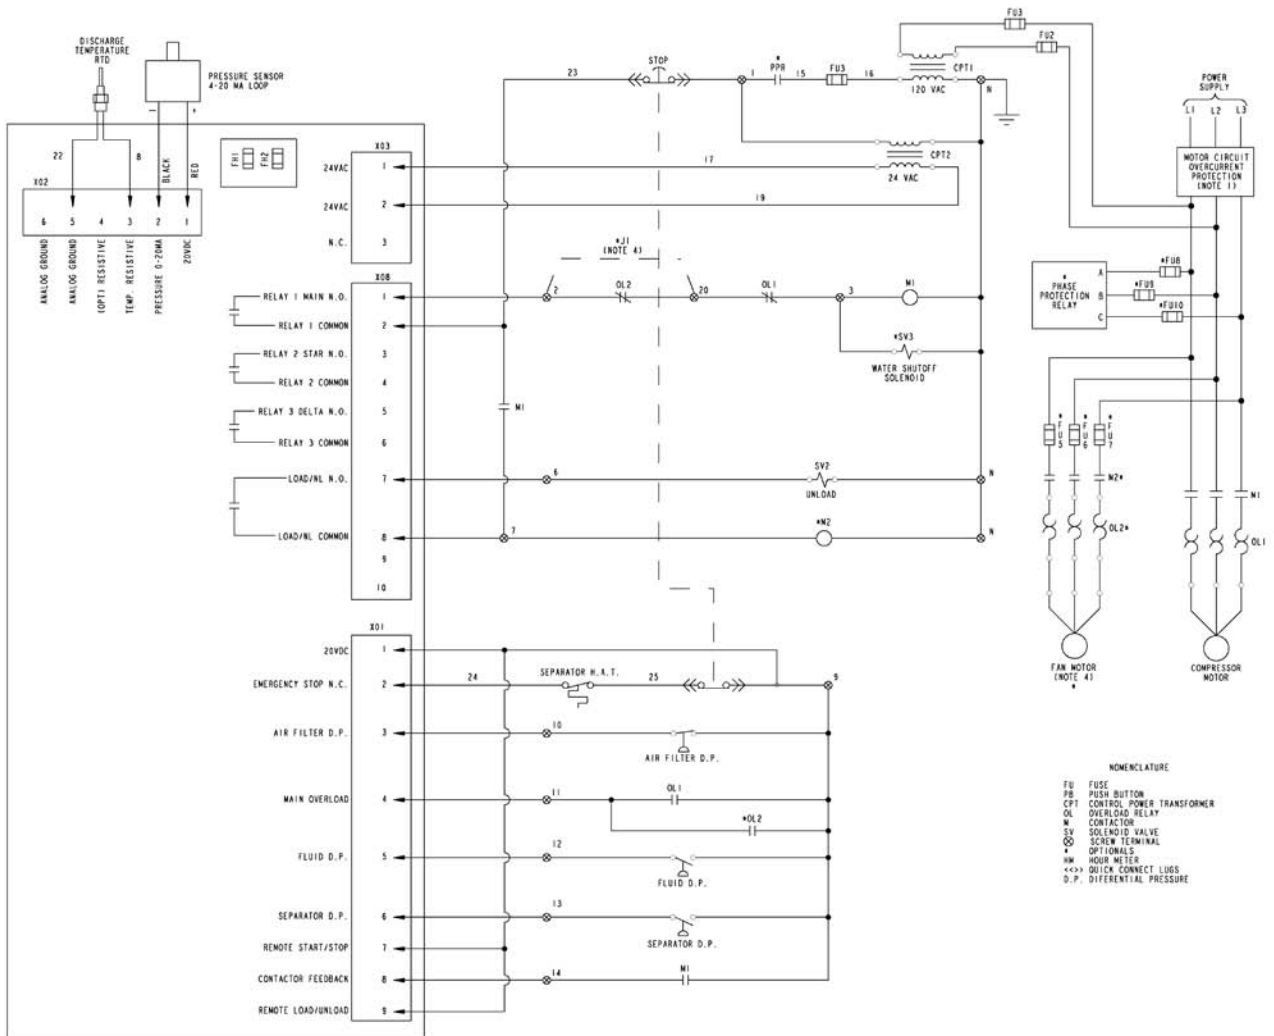 FU3
FU2
DISCHARGE
TEMPERATURE
RTD
PRESSURE SENSOR
4-20 MA LOOP
-
+
23
STOP
1
*
PPR
15
FU3
16
CPT1
120 VAC
N
POWER
SUPPLY
L1 L2 L3
MOTOR CIRCUIT
OVERCURRENT
PROTECTION
(NOTE 1)
22
8
BLACK
RED
FH1
FH2
X02
6 5 4 3 2 1
ANALOG GROUND
ANALOG GROUND
(OPT) RESISTIVE
TEMP. RESISTIVE
PRESSURE 0-20MA
20VDC
X03
24VAC 1
17
CPT2
24 VAC
24VAC 2
19
N.C. 3
*J1
(NOTE 4)
X08
RELAY 1 MAIN N.O. 1
2
OL2
20
OL1
3
M1
RELAY 1 COMMON 2
RELAY 2 STAR N.O. 3
*SV3
WATER SHUTOFF
SOLENOID
RELAY 2 COMMON 4
RELAY 3 DELTA N.O. 5
M1
RELAY 3 COMMON 6
LOAD/NL N.O. 7
6
SV2
UNLOAD
N
LOAD/NL COMMON 8
7
*M2
N
9
10
*
PHASE
PROTECTION
RELAY
A
B
C
*FU8
*FU9
*FU10
*
FU5
*
FU6
*
FU7
M2*
OL2*
M1
OL1
FAN MOTOR
(NOTE 4)
*
COMPRESSOR
MOTOR
X01
20VDC 1
EMERGENCY STOP N.C. 2
24
SEPARATOR H.A.T.
25
9
AIR FILTER D.P. 3
10
AIR FILTER D.P.
MAIN OVERLOAD 4
11
OL1
*OL2
FLUID D.P. 5
12
FLUID D.P.
SEPARATOR D.P. 6
13
SEPARATOR D.P.
REMOTE START/STOP 7
CONTACTOR FEEDBACK 8
14
M1
REMOTE LOAD/UNLOAD 9
NOMENCLATURE
FU FUSE
PB PUSH BUTTON
CPT CONTROL POWER TRANSFORMER
OL OVERLOAD RELAY
M CONTACTOR
SV SOLENOID VALVE
⊗ SCREW TERMINAL
* OPTIONALS
HM HOUR METER
<<>> QUICK CONNECT LUGS
D.P. DIFERENTIAL PRESSURE